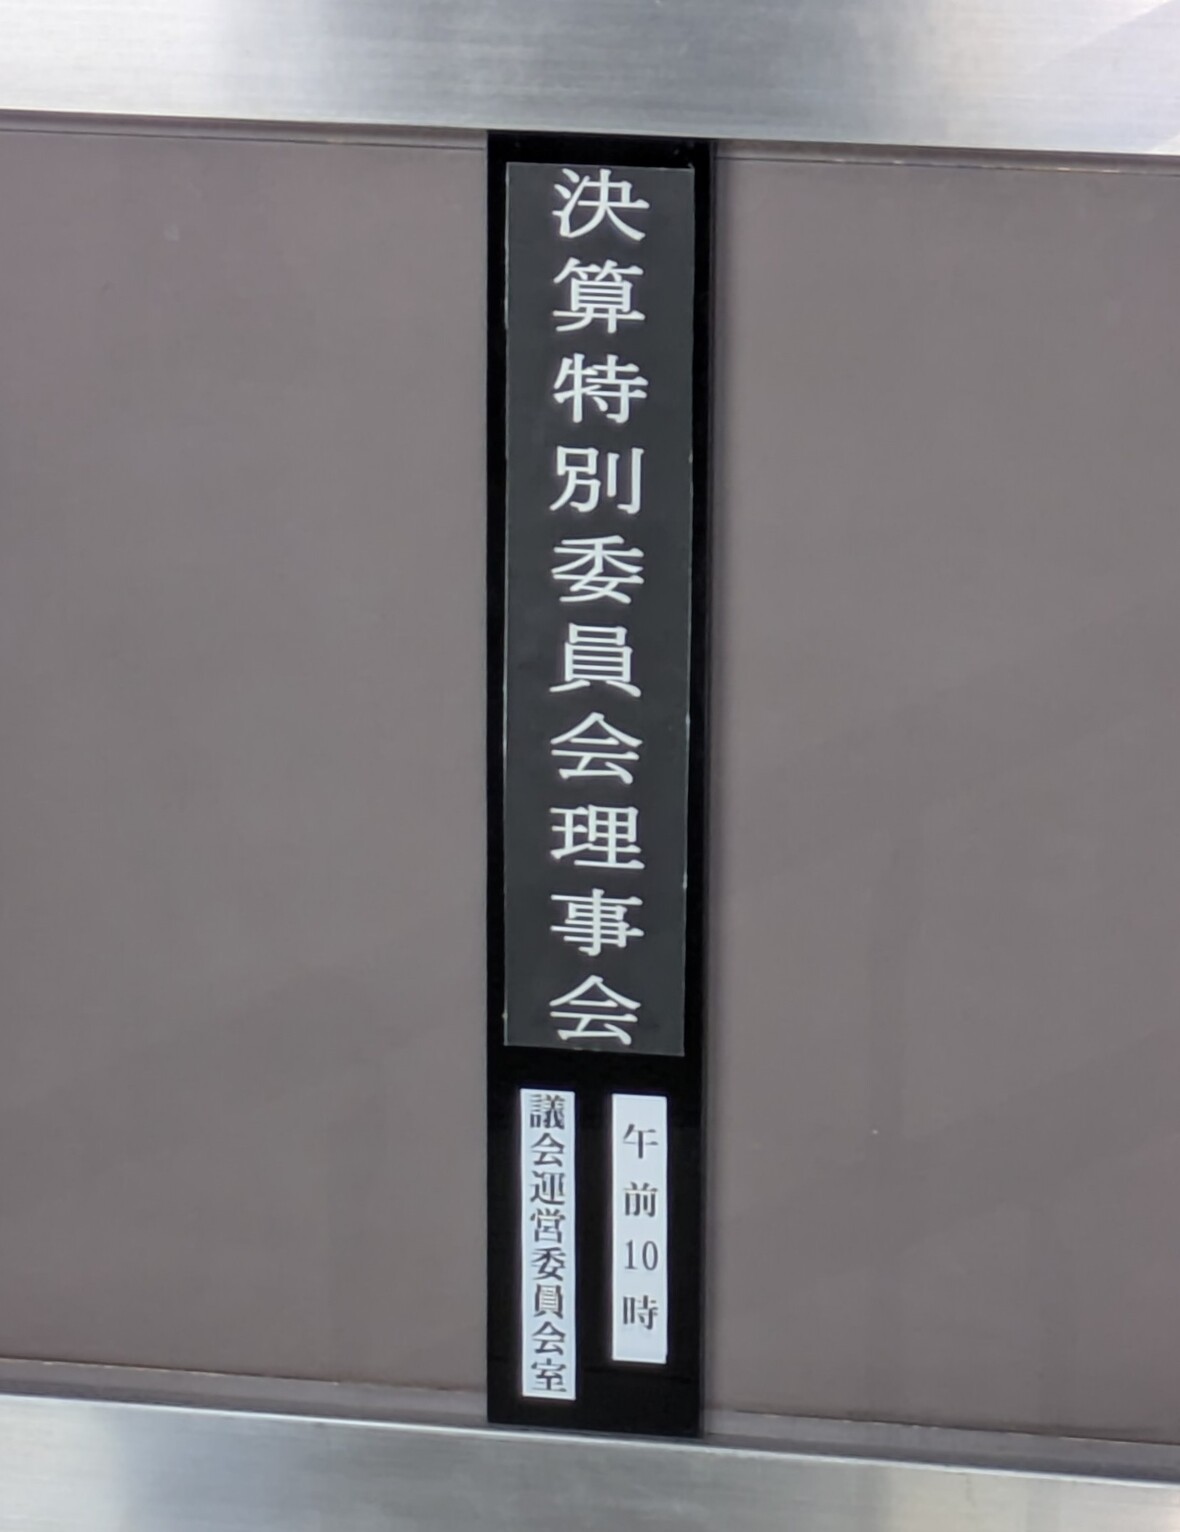 決算特別委員会理事会
午前10時
議会運営委員会室